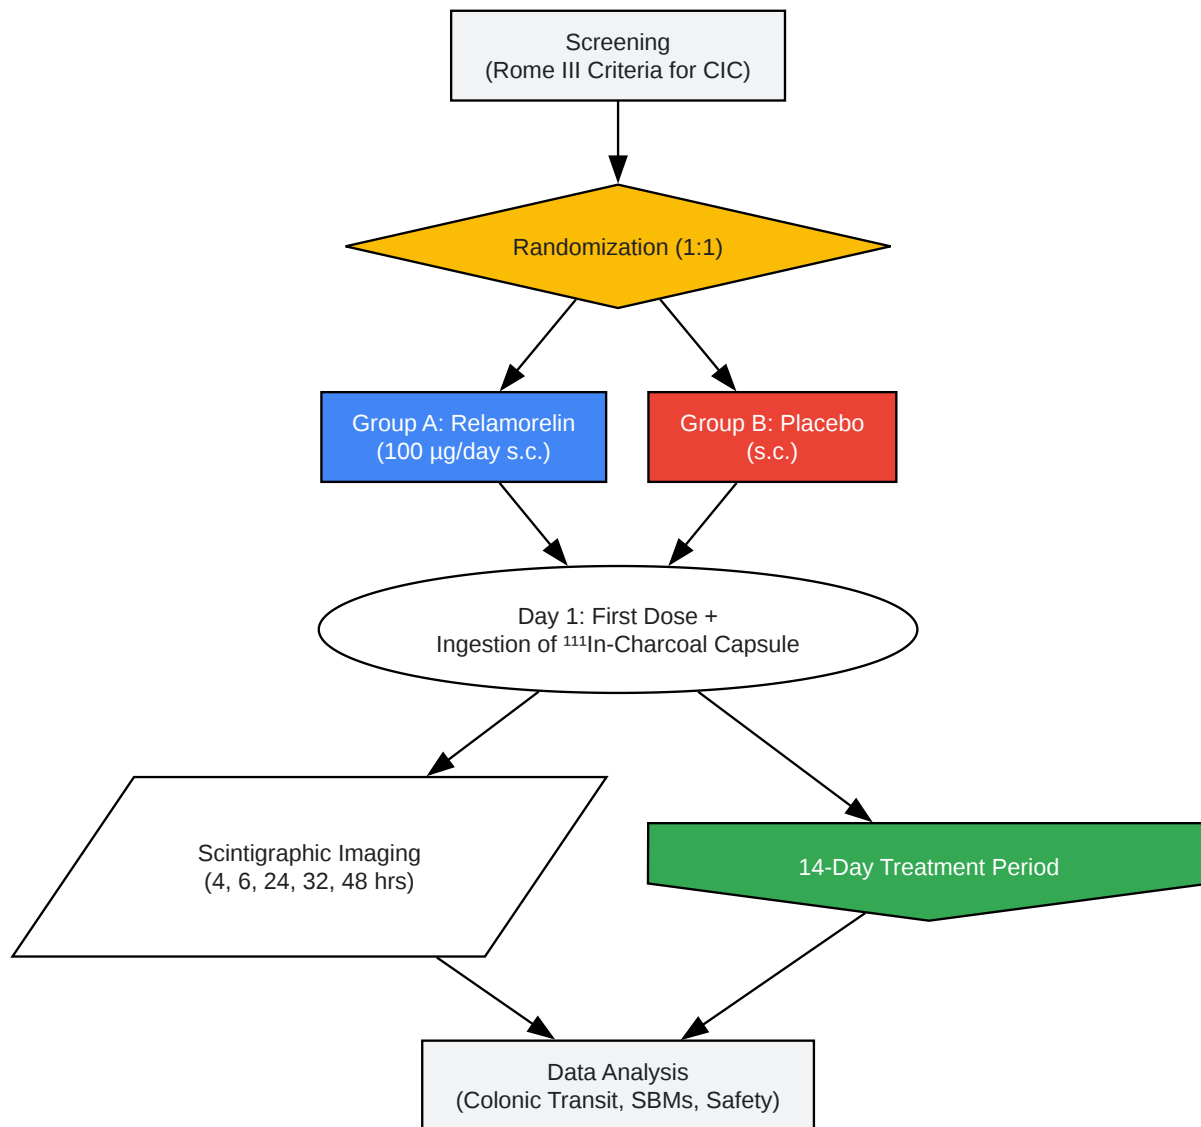 Screening
(Rome III Criteria for CIC)
Randomization (1:1)
Group A: Relamorelin
(100 µg/day s.c.)
Group B: Placebo
(s.c.)
Day 1: First Dose +
Ingestion of ¹¹¹In-Charcoal Capsule
Scintigraphic Imaging
(4, 6, 24, 32, 48 hrs)
14-Day Treatment Period
Data Analysis
(Colonic Transit, SBMs, Safety)